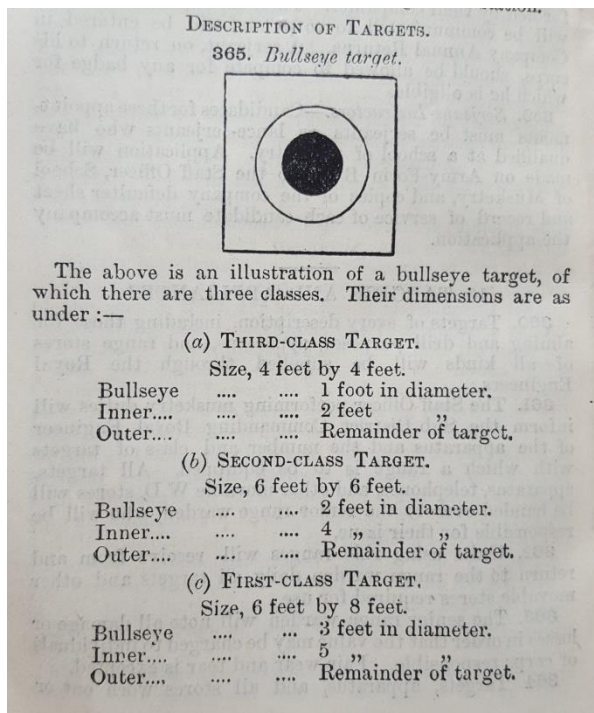 DESCRIPTION OF TARGETS.
365. Bullseye target.
The above is an illustration of a bullseye target, of
which there are three classes. Their dimensions are as
under :—
(a) THIRD-CLASS TARGET.
Size, 4 feet by 4 feet.
Bullseye .... .... 1 foot in diameter.
Inner.... .... 2 feet „
Outer.... .... Remainder of target.
(b) SECOND-CLASS TARGET.
Size, 6 feet by 6 feet.
Bullseye .... .... 2 feet in diameter.
Inner.... .... 4 „ „
Outer.... .... Remainder of target.
(c) FIRST-CLASS TARGET.
Size, 6 feet by 8 feet.
Bullseye .... ... 3 feet in diameter.
Inner.... .... 5 „ „
Outer.... .... Remainder of target.